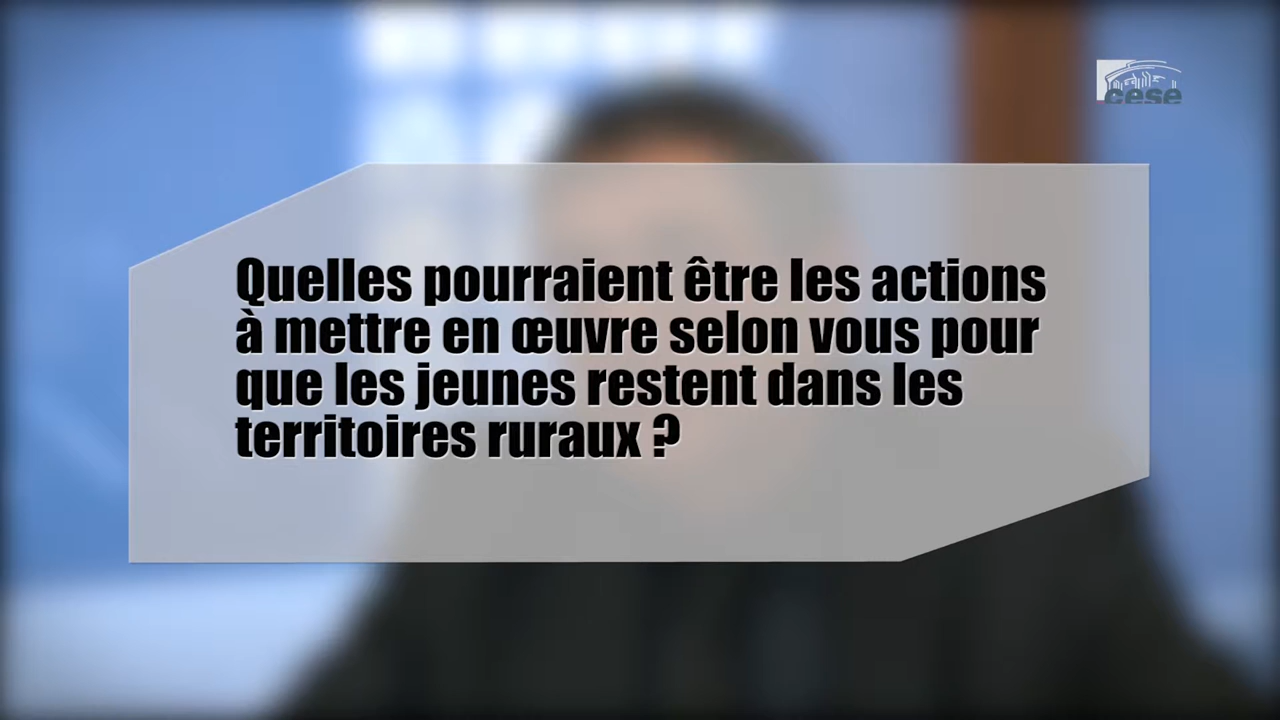 cese
Quelles pourraient être les actions
à mettre en œuvre selon vous pour
que les jeunes restent dans les
territoires ruraux ?